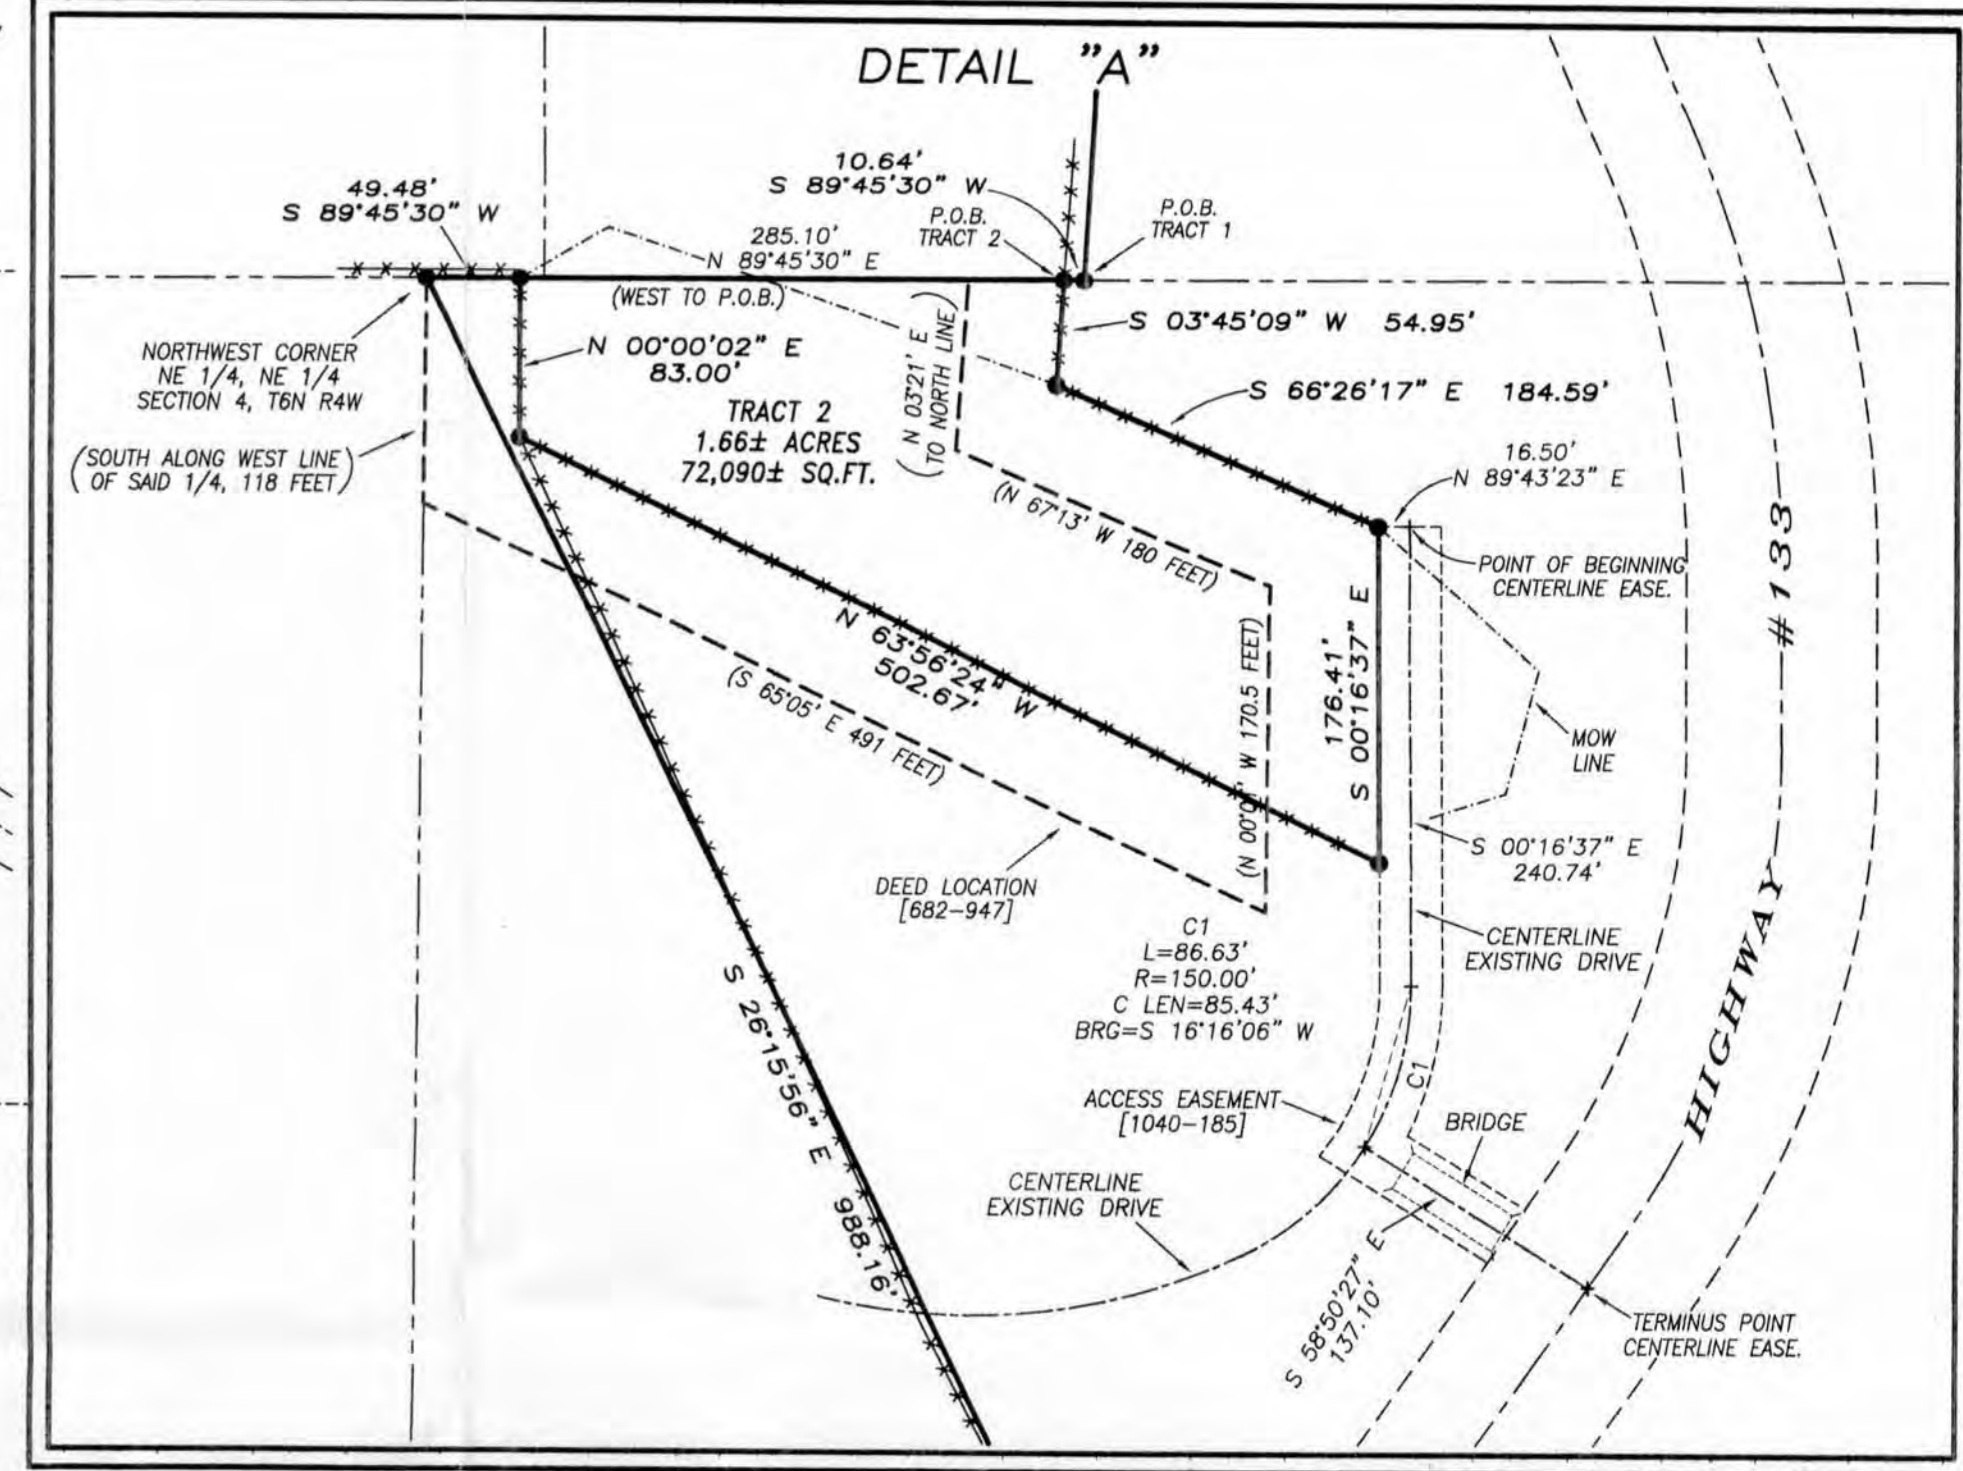 DETAIL "A"
10.64'
S 89°45'30" W
49.48'
S 89°45'30" W
P.O.B.
TRACT 2
P.O.B.
TRACT 1
285.10'
N 89°45'30" E
(WEST TO P.O.B.)
(N 03°21' E
TO NORTH LINE)
S 03°45'09" W 54.95'
NORTHWEST CORNER
NE 1/4, NE 1/4
SECTION 4, T6N R4W
N 00°00'02" E
83.00'
S 66°26'17" E 184.59'
TRACT 2
1.66± ACRES
72,090± SQ.FT.
(SOUTH ALONG WEST LINE
OF SAID 1/4, 118 FEET)
16.50'
N 89°43'23" E
(N 67°13' W 180 FEET)
POINT OF BEGINNING
CENTERLINE EASE.
N 63°56'24" W
502.67'
(S 65°05' E 491 FEET)
(N 00°01' W 170.5 FEET)
176.41'
S 00°16'37" E
MOW
LINE
S 00°16'37" E
240.74'
DEED LOCATION
[682-947]
CENTERLINE
EXISTING DRIVE
C1
L=86.63'
R=150.00'
C LEN=85.43'
BRG=S 16°16'06" W
HIGHWAY #133
S 26°15'56" E 988.16'
C1
ACCESS EASEMENT
[1040-185]
BRIDGE
CENTERLINE
EXISTING DRIVE
S 58°50'27" E
137.10'
TERMINUS POINT
CENTERLINE EASE.